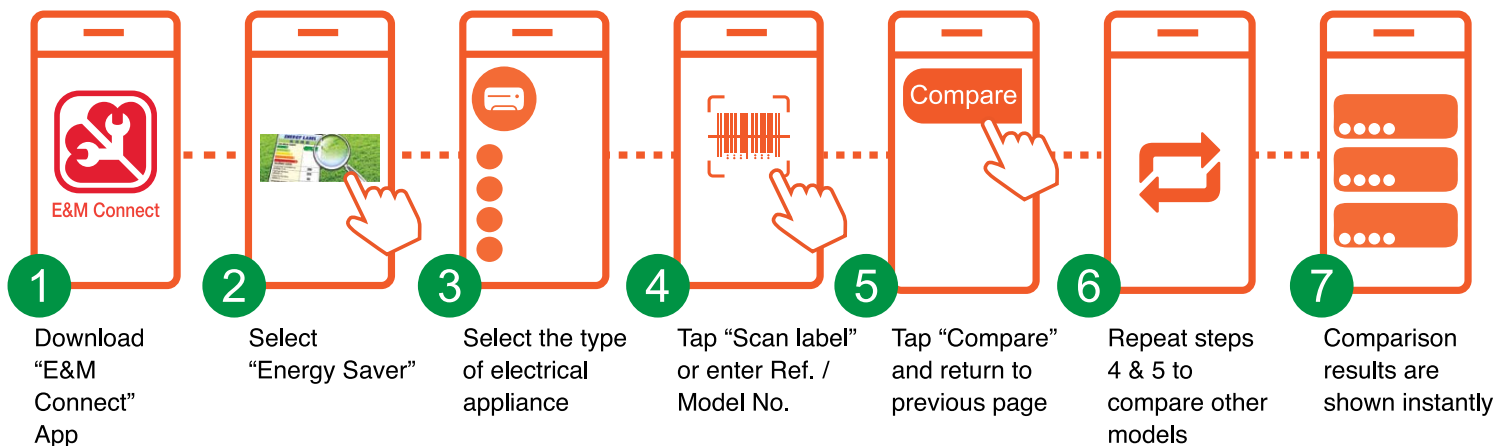 E&M Connect
ENERGY LABEL
Compare
1
Download
“E&M
Connect”
App
2
Select
“Energy Saver”
3
Select the type
of electrical
appliance
4
Tap “Scan label”
or enter Ref. /
Model No.
5
Tap “Compare”
and return to
previous page
6
Repeat steps
4 & 5 to
compare other
models
7
Comparison
results are
shown instantly